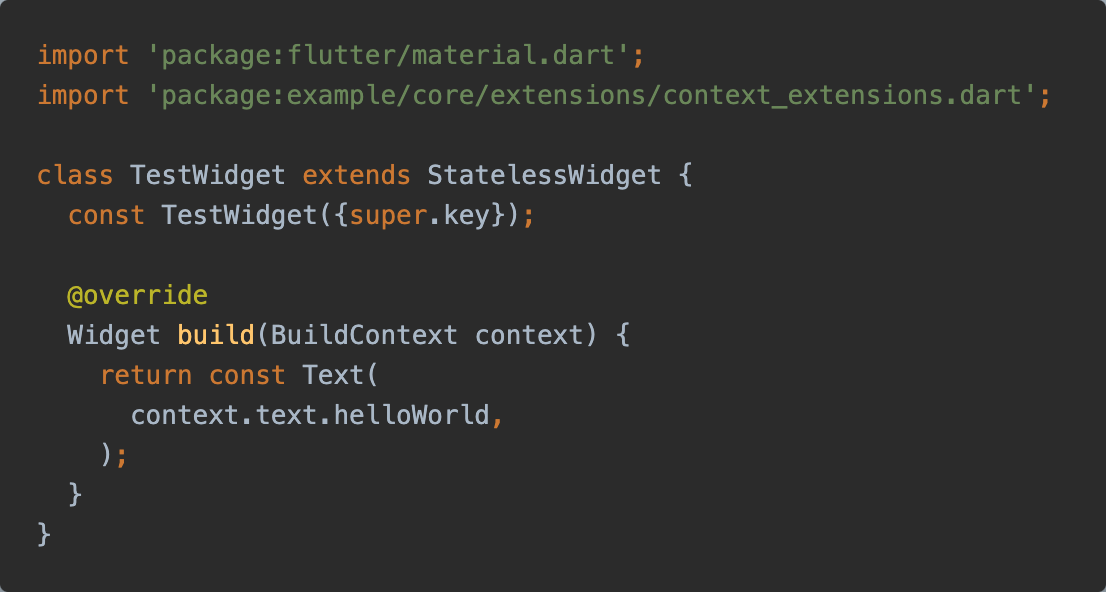 import 'package:flutter/material.dart';
import 'package:example/core/extensions/context_extensions.dart';

class TestWidget extends StatelessWidget {
  const TestWidget({super.key});

  @override
  Widget build(BuildContext context) {
    return const Text(
      context.text.helloWorld,
    );
  }
}